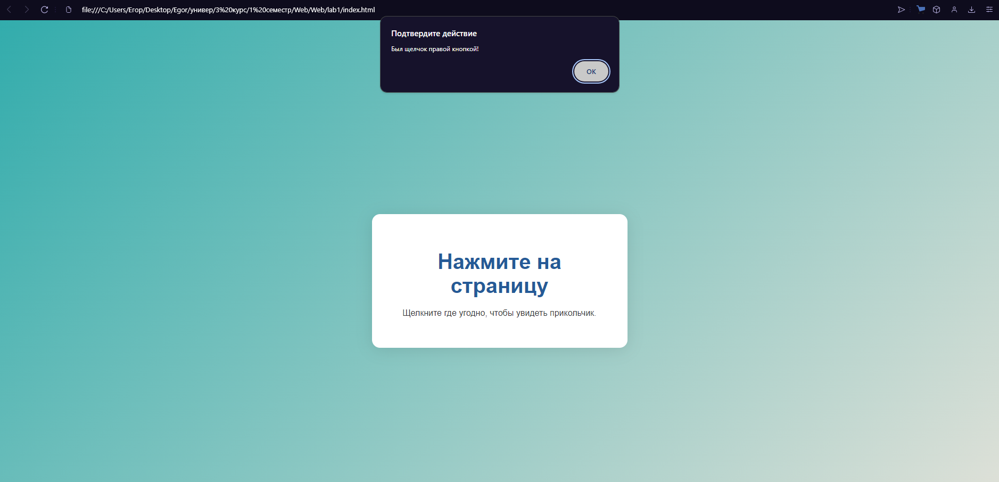 file:///C:/Users/Егор/Desktop/Egor/универ/3%20курс/1%20семестр/Web/Web/lab1/index.html
Подтвердите действие
Был щелчок правой кнопкой!
ОК
Нажмите на
страницу
Щелкните где угодно, чтобы увидеть прикольчик.